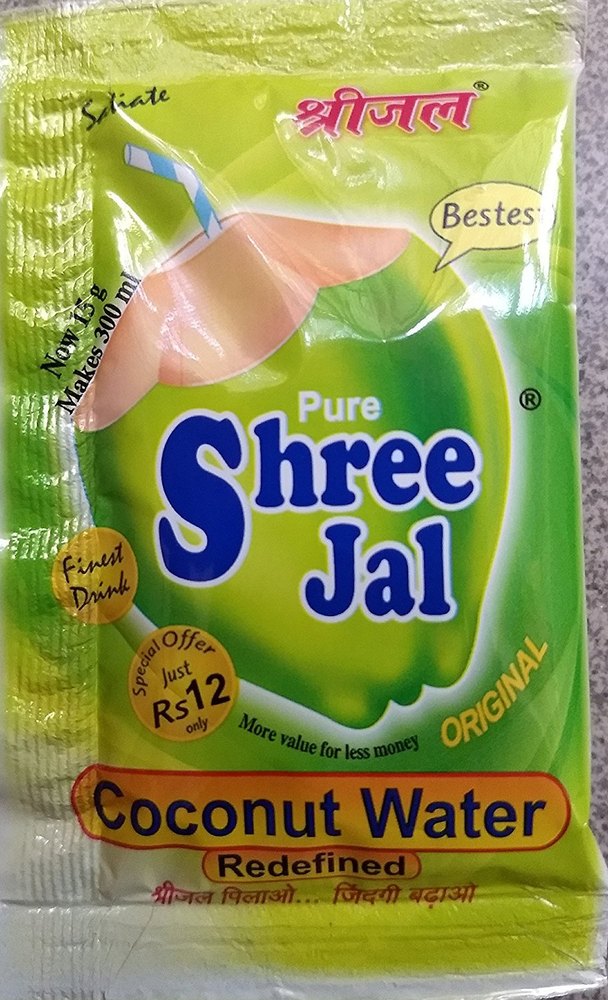 Satiate
श्रीजल®
Bestest
Now 15 g
Makes 300 ml
Pure
Shree
Jal
®
Finest
Drink
Special Offer
Just
Rs12
only
More value for less money
ORIGINAL
Coconut Water
Redefined
श्रीजल पिलाओ... जिंदगी बढ़ाओ